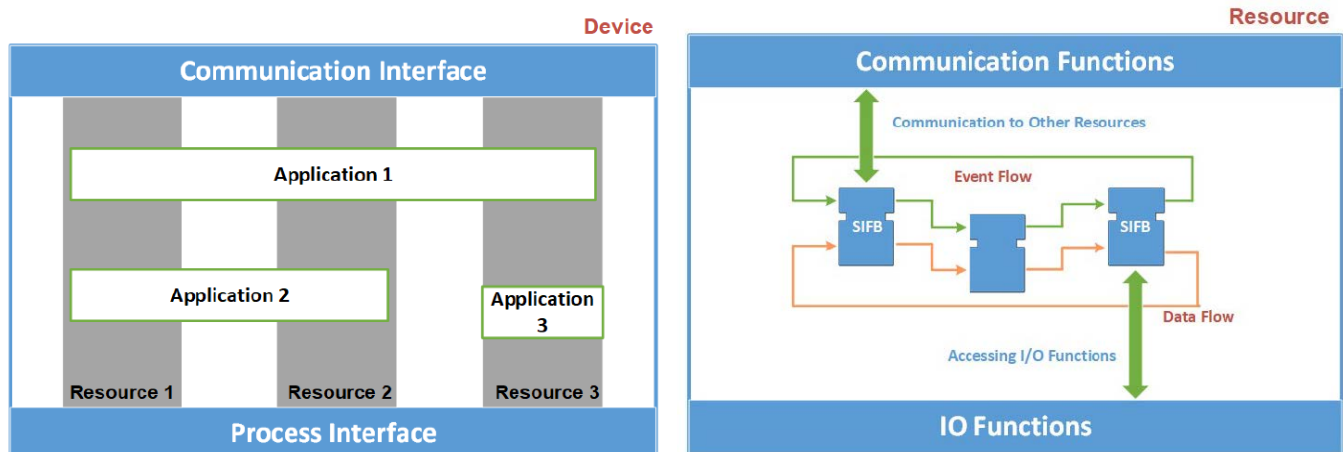 Device
Communication Interface
Application 1
Application 2
Application
3
Resource 1
Resource 2
Resource 3
Process Interface
Resource
Communication Functions
Communication to Other Resources
Event Flow
SIFB
SIFB
Data Flow
Accessing I/O Functions
IO Functions